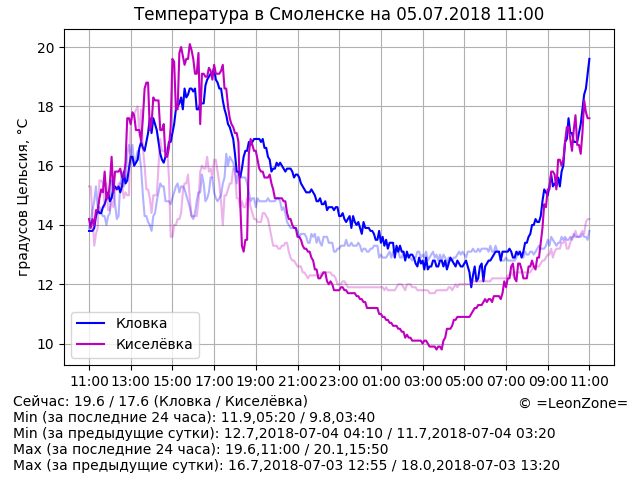 Температура в Смоленске на 05.07.2018 11:00
градусов Цельсия, °C
20
18
16
14
12
10
Кловка
Киселёвка
11:00 13:00 15:00 17:00 19:00 21:00 23:00 01:00 03:00 05:00 07:00 09:00 11:00
Сейчас: 19.6 / 17.6 (Кловка / Киселёвка)
© =LeonZone=
Min (за последние 24 часа): 11.9,05:20 / 9.8,03:40
Min (за предыдущие сутки): 12.7,2018-07-04 04:10 / 11.7,2018-07-04 03:20
Max (за последние 24 часа): 19.6,11:00 / 20.1,15:50
Max (за предыдущие сутки): 16.7,2018-07-03 12:55 / 18.0,2018-07-03 13:20